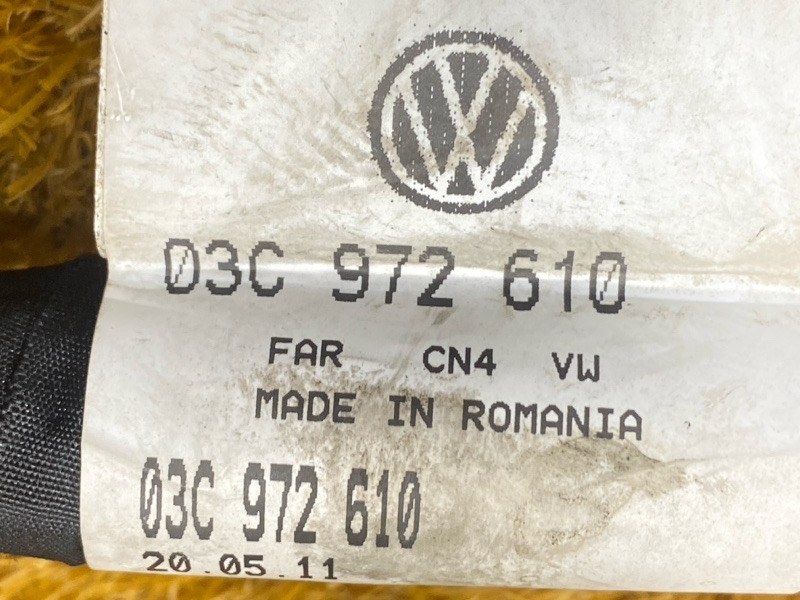 03C 972 610
FAR CN4 VW
MADE IN ROMANIA
03C 972 610
20.05.11